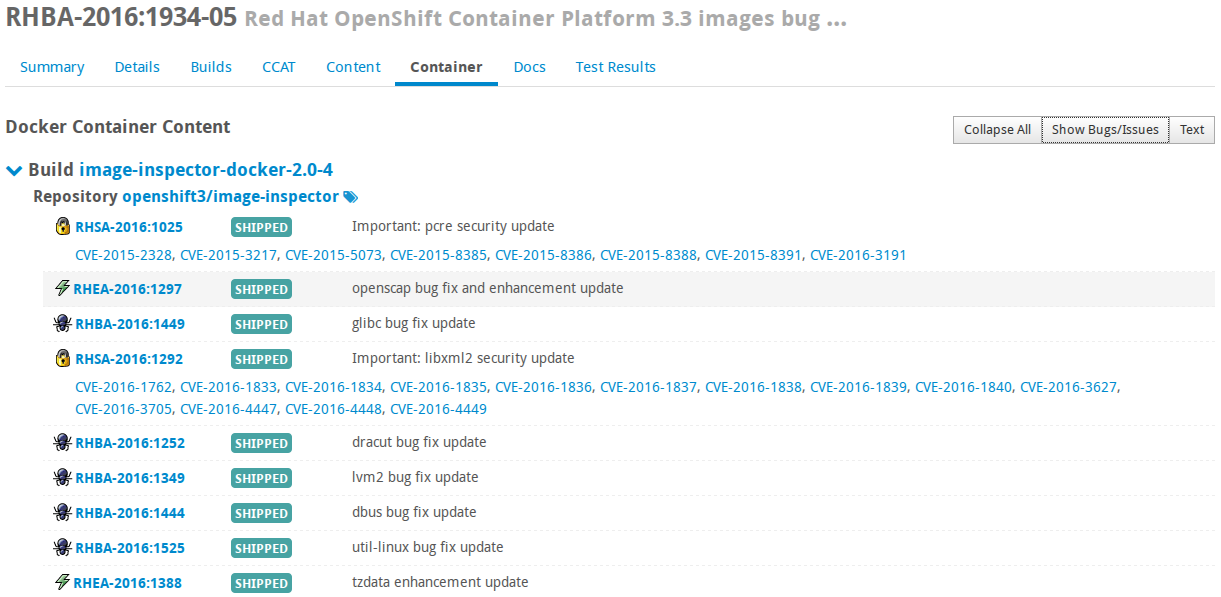 RHBA-2016:1934-05 Red Hat OpenShift Container Platform 3.3 images bug ...
Summary Details Builds CCAT Content Container Docs Test Results
Docker Container Content Collapse All Show Bugs/Issues Text
Build image-inspector-docker-2.0-4
Repository openshift3/image-inspector
RHSA-2016:1025 SHIPPED Important: pcre security update
CVE-2015-2328, CVE-2015-3217, CVE-2015-5073, CVE-2015-8385, CVE-2015-8386, CVE-2015-8388, CVE-2015-8391, CVE-2016-3191
RHEA-2016:1297 SHIPPED openscap bug fix and enhancement update
RHBA-2016:1449 SHIPPED glibc bug fix update
RHSA-2016:1292 SHIPPED Important: libxml2 security update
CVE-2016-1762, CVE-2016-1833, CVE-2016-1834, CVE-2016-1835, CVE-2016-1836, CVE-2016-1837, CVE-2016-1838, CVE-2016-1839, CVE-2016-1840, CVE-2016-3627,
CVE-2016-3705, CVE-2016-4447, CVE-2016-4448, CVE-2016-4449
RHBA-2016:1252 SHIPPED dracut bug fix update
RHBA-2016:1349 SHIPPED lvm2 bug fix update
RHBA-2016:1444 SHIPPED dbus bug fix update
RHBA-2016:1525 SHIPPED util-linux bug fix update
RHEA-2016:1388 SHIPPED tzdata enhancement update